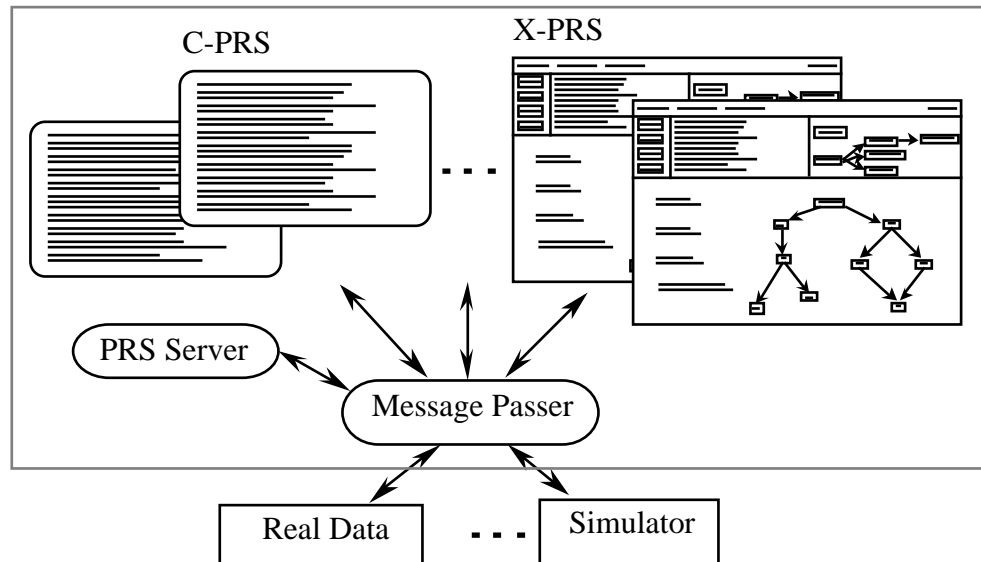 C-PRS
X-PRS
PRS Server
Message Passer
Real Data
Simulator